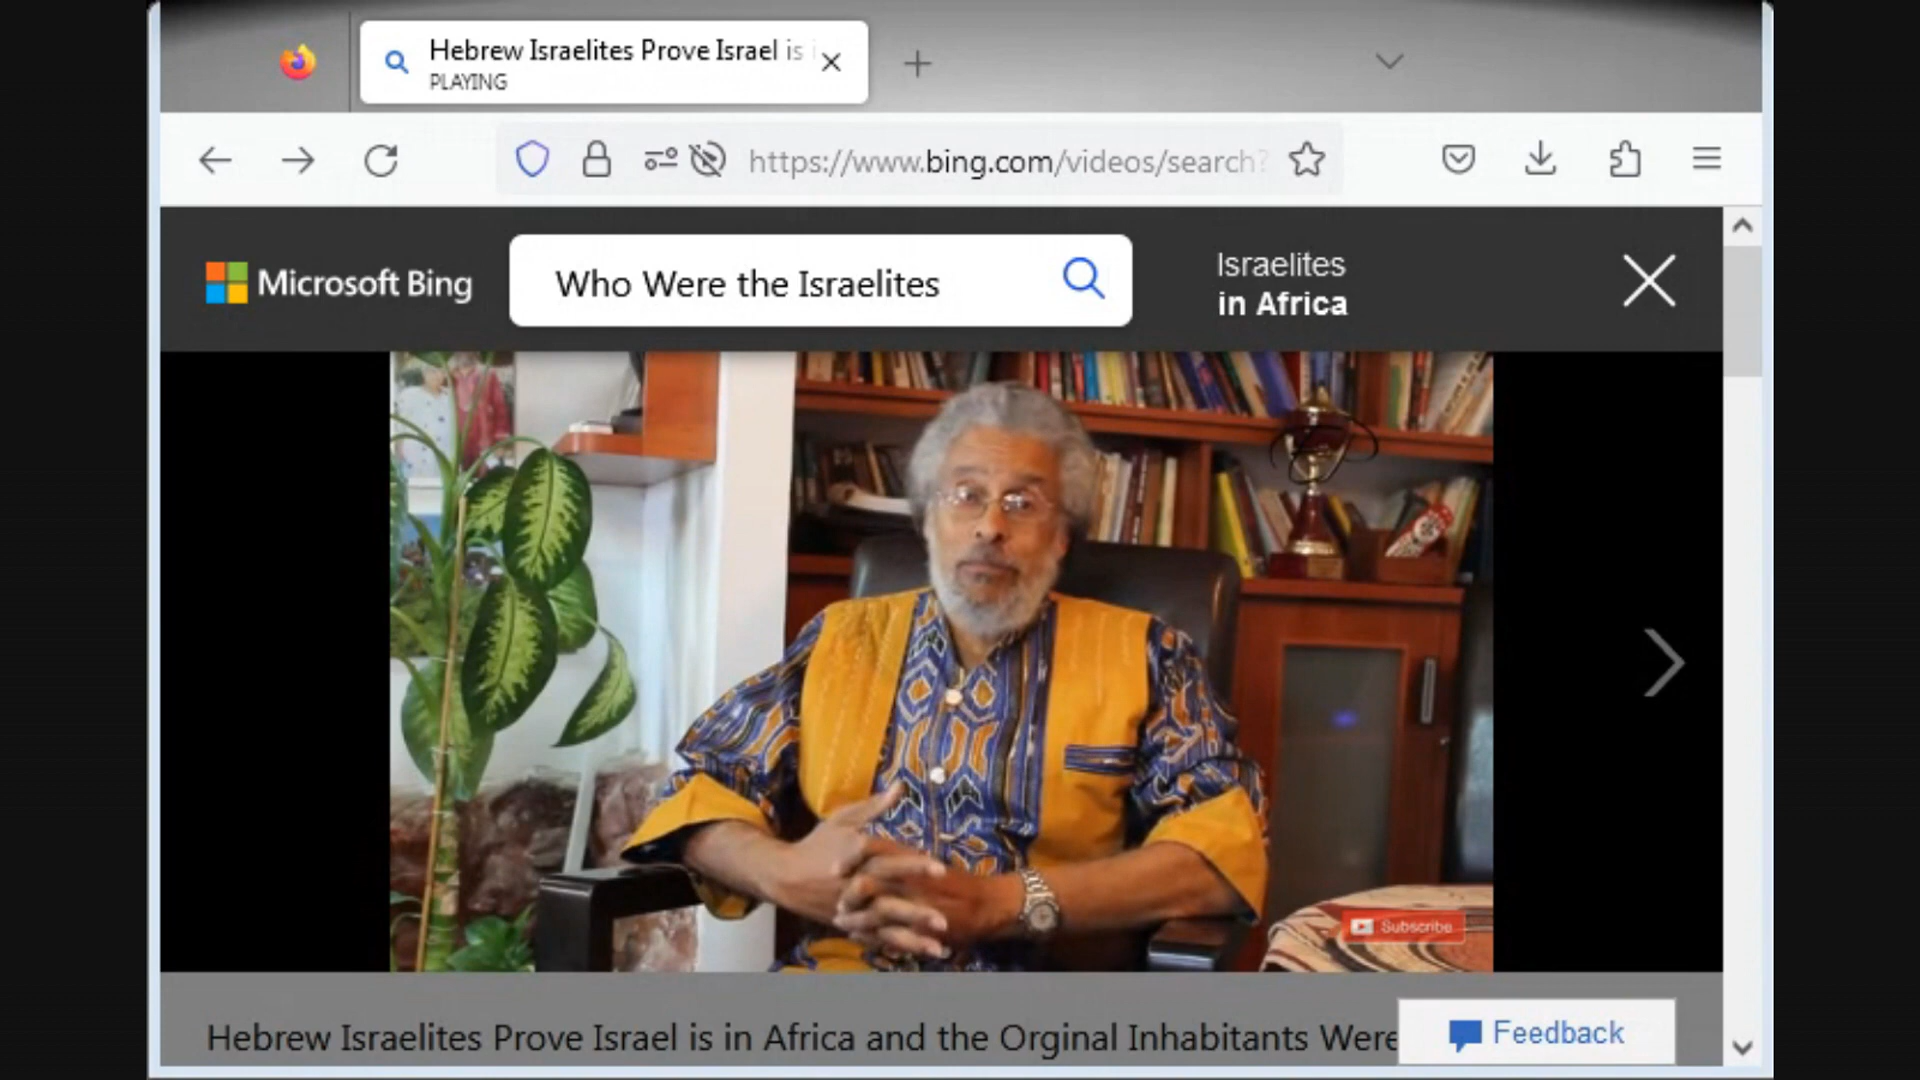 Hebrew Israelites Prove Israel is
PLAYING
https://www.bing.com/videos/search?
Microsoft Bing
Who Were the Israelites
Israelites
in Africa
Subscribe
Hebrew Israelites Prove Israel is in Africa and the Orginal Inhabitants Were
Feedback